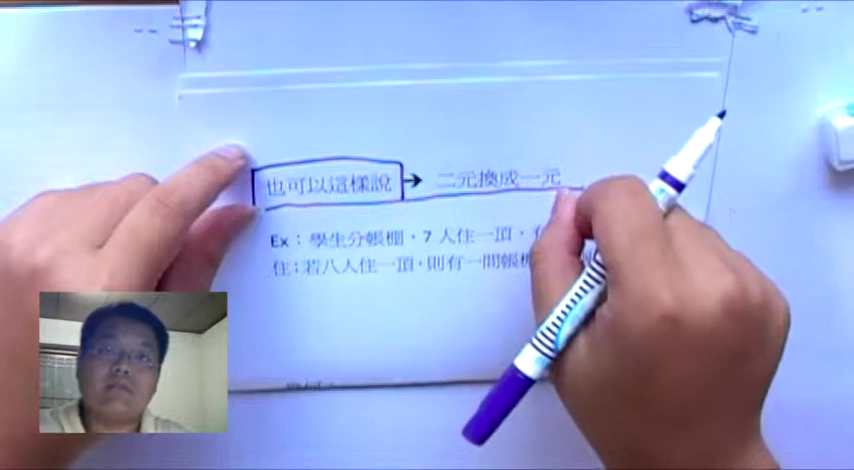 也可以這樣說 → 二元換成一元
Ex：學生分帳棚，7 人住一頂，
住；若八人住一頂，則有一間帳